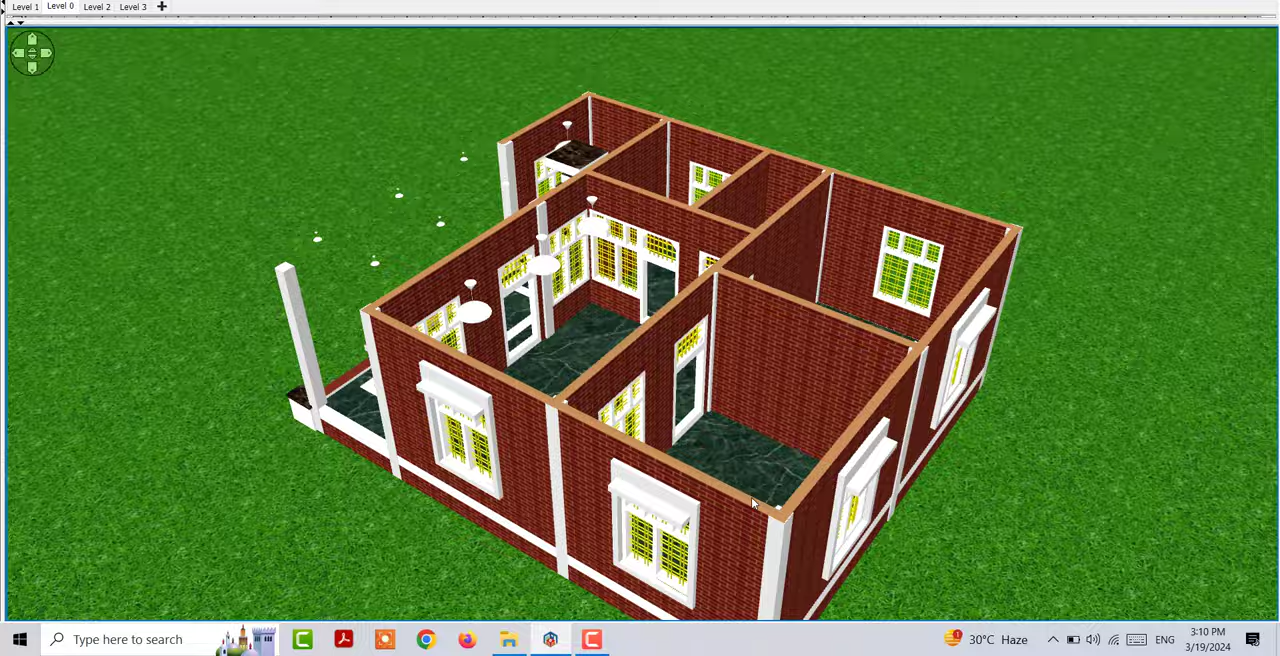 Level 1 Level 0 Level 2 Level 3
Type here to search
1
30°C Haze
ENG
3:10 PM
3/19/2024